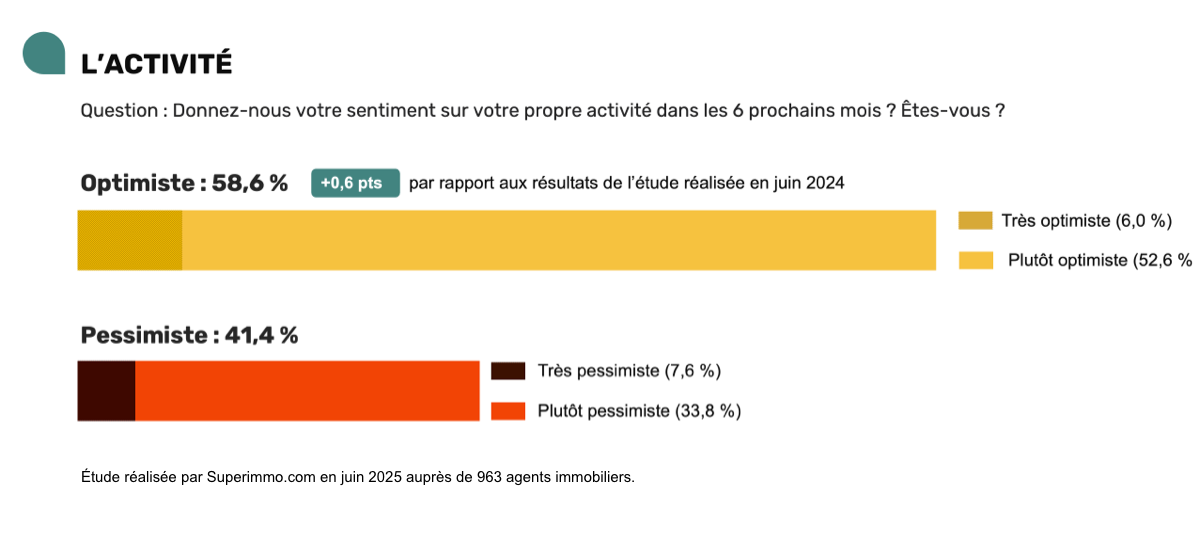 L’ACTIVITÉ
Question : Donnez-nous votre sentiment sur votre propre activité dans les 6 prochains mois ? Êtes-vous ?
Optimiste : 58,6 % +0,6 pts par rapport aux résultats de l’étude réalisée en juin 2024
Très optimiste (6,0 %)
Plutôt optimiste (52,6 %
Pessimiste : 41,4 %
Très pessimiste (7,6 %)
Plutôt pessimiste (33,8 %)
Étude réalisée par Superimmo.com en juin 2025 auprès de 963 agents immobiliers.